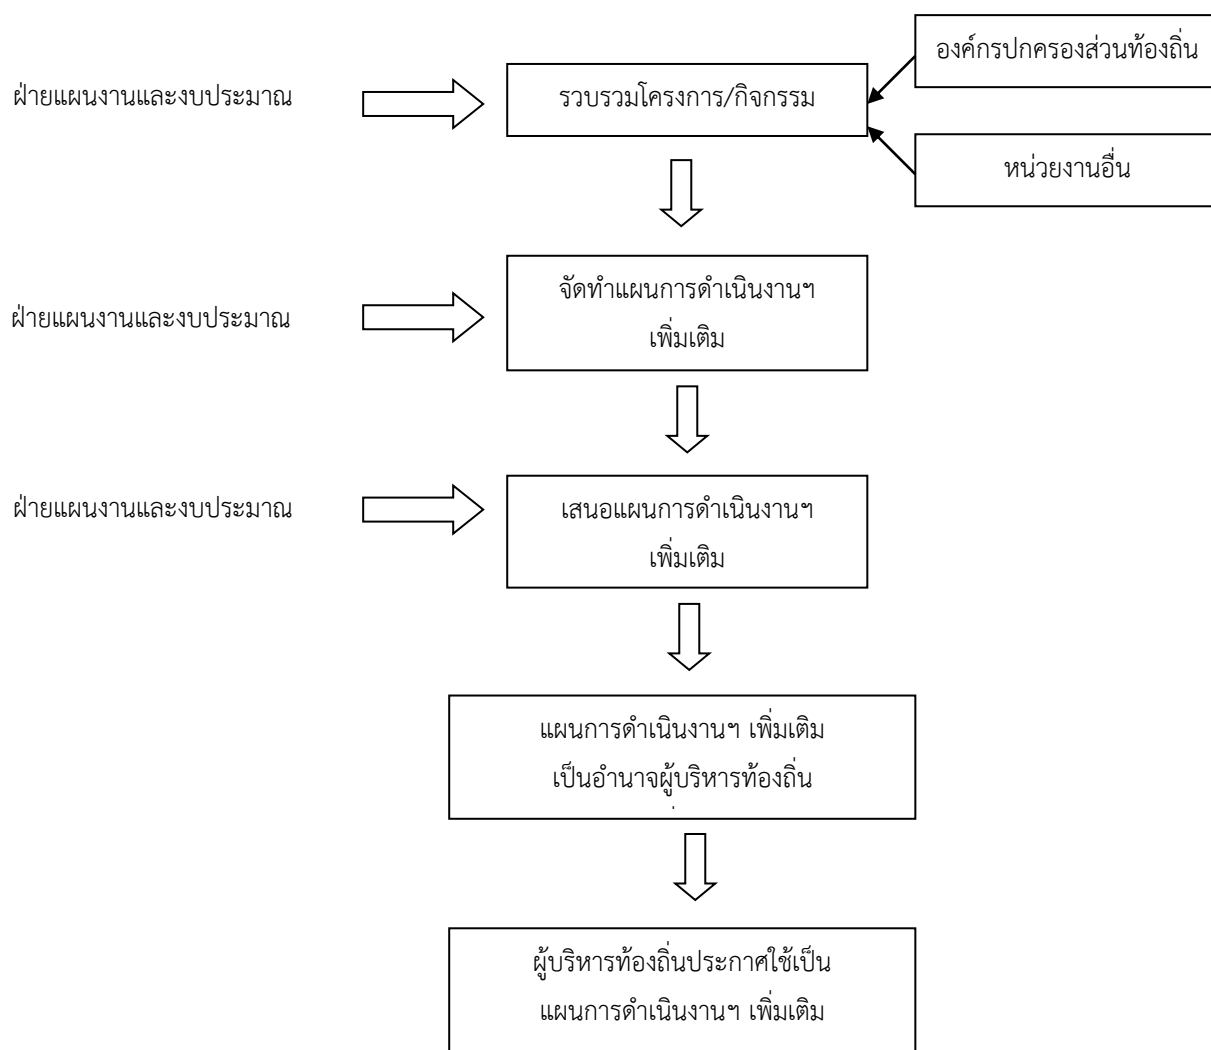 องค์กรปกครองส่วนท้องถิ่น
ฝ่ายแผนงานและงบประมาณ
รวบรวมโครงการ/กิจกรรม
หน่วยงานอื่น
ฝ่ายแผนงานและงบประมาณ
จัดทำแผนการดำเนินงานฯ
เพิ่มเติม
ฝ่ายแผนงานและงบประมาณ
เสนอแผนการดำเนินงานฯ
เพิ่มเติม
แผนการดำเนินงานฯ เพิ่มเติม
เป็นอำนาจผู้บริหารท้องถิ่น
ผู้บริหารท้องถิ่นประกาศใช้เป็น
แผนการดำเนินงานฯ เพิ่มเติม